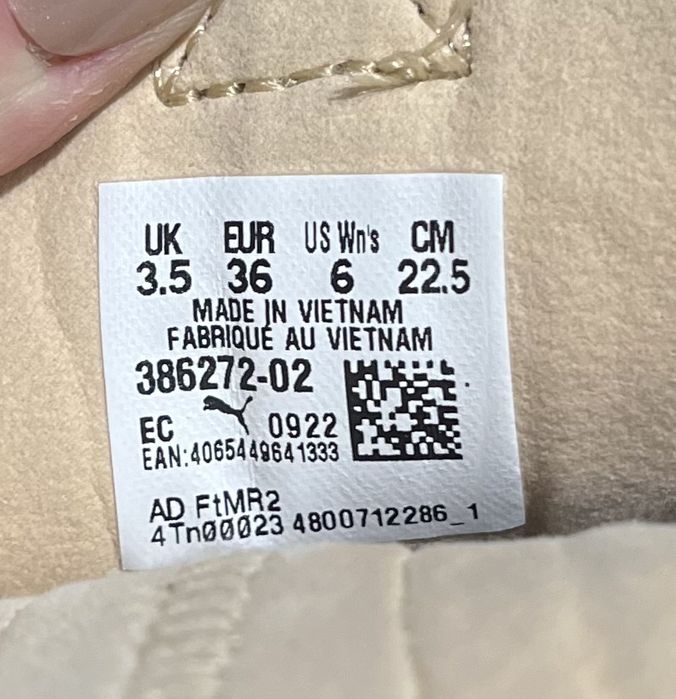 UK EUR US Wn's CM
3.5 36 6 22.5
MADE IN VIETNAM
FABRIQUÉ AU VIETNAM
386272-02
EC 0922
EAN:4065449641333
AD FtMR2
4Tn00023 4800712286_1